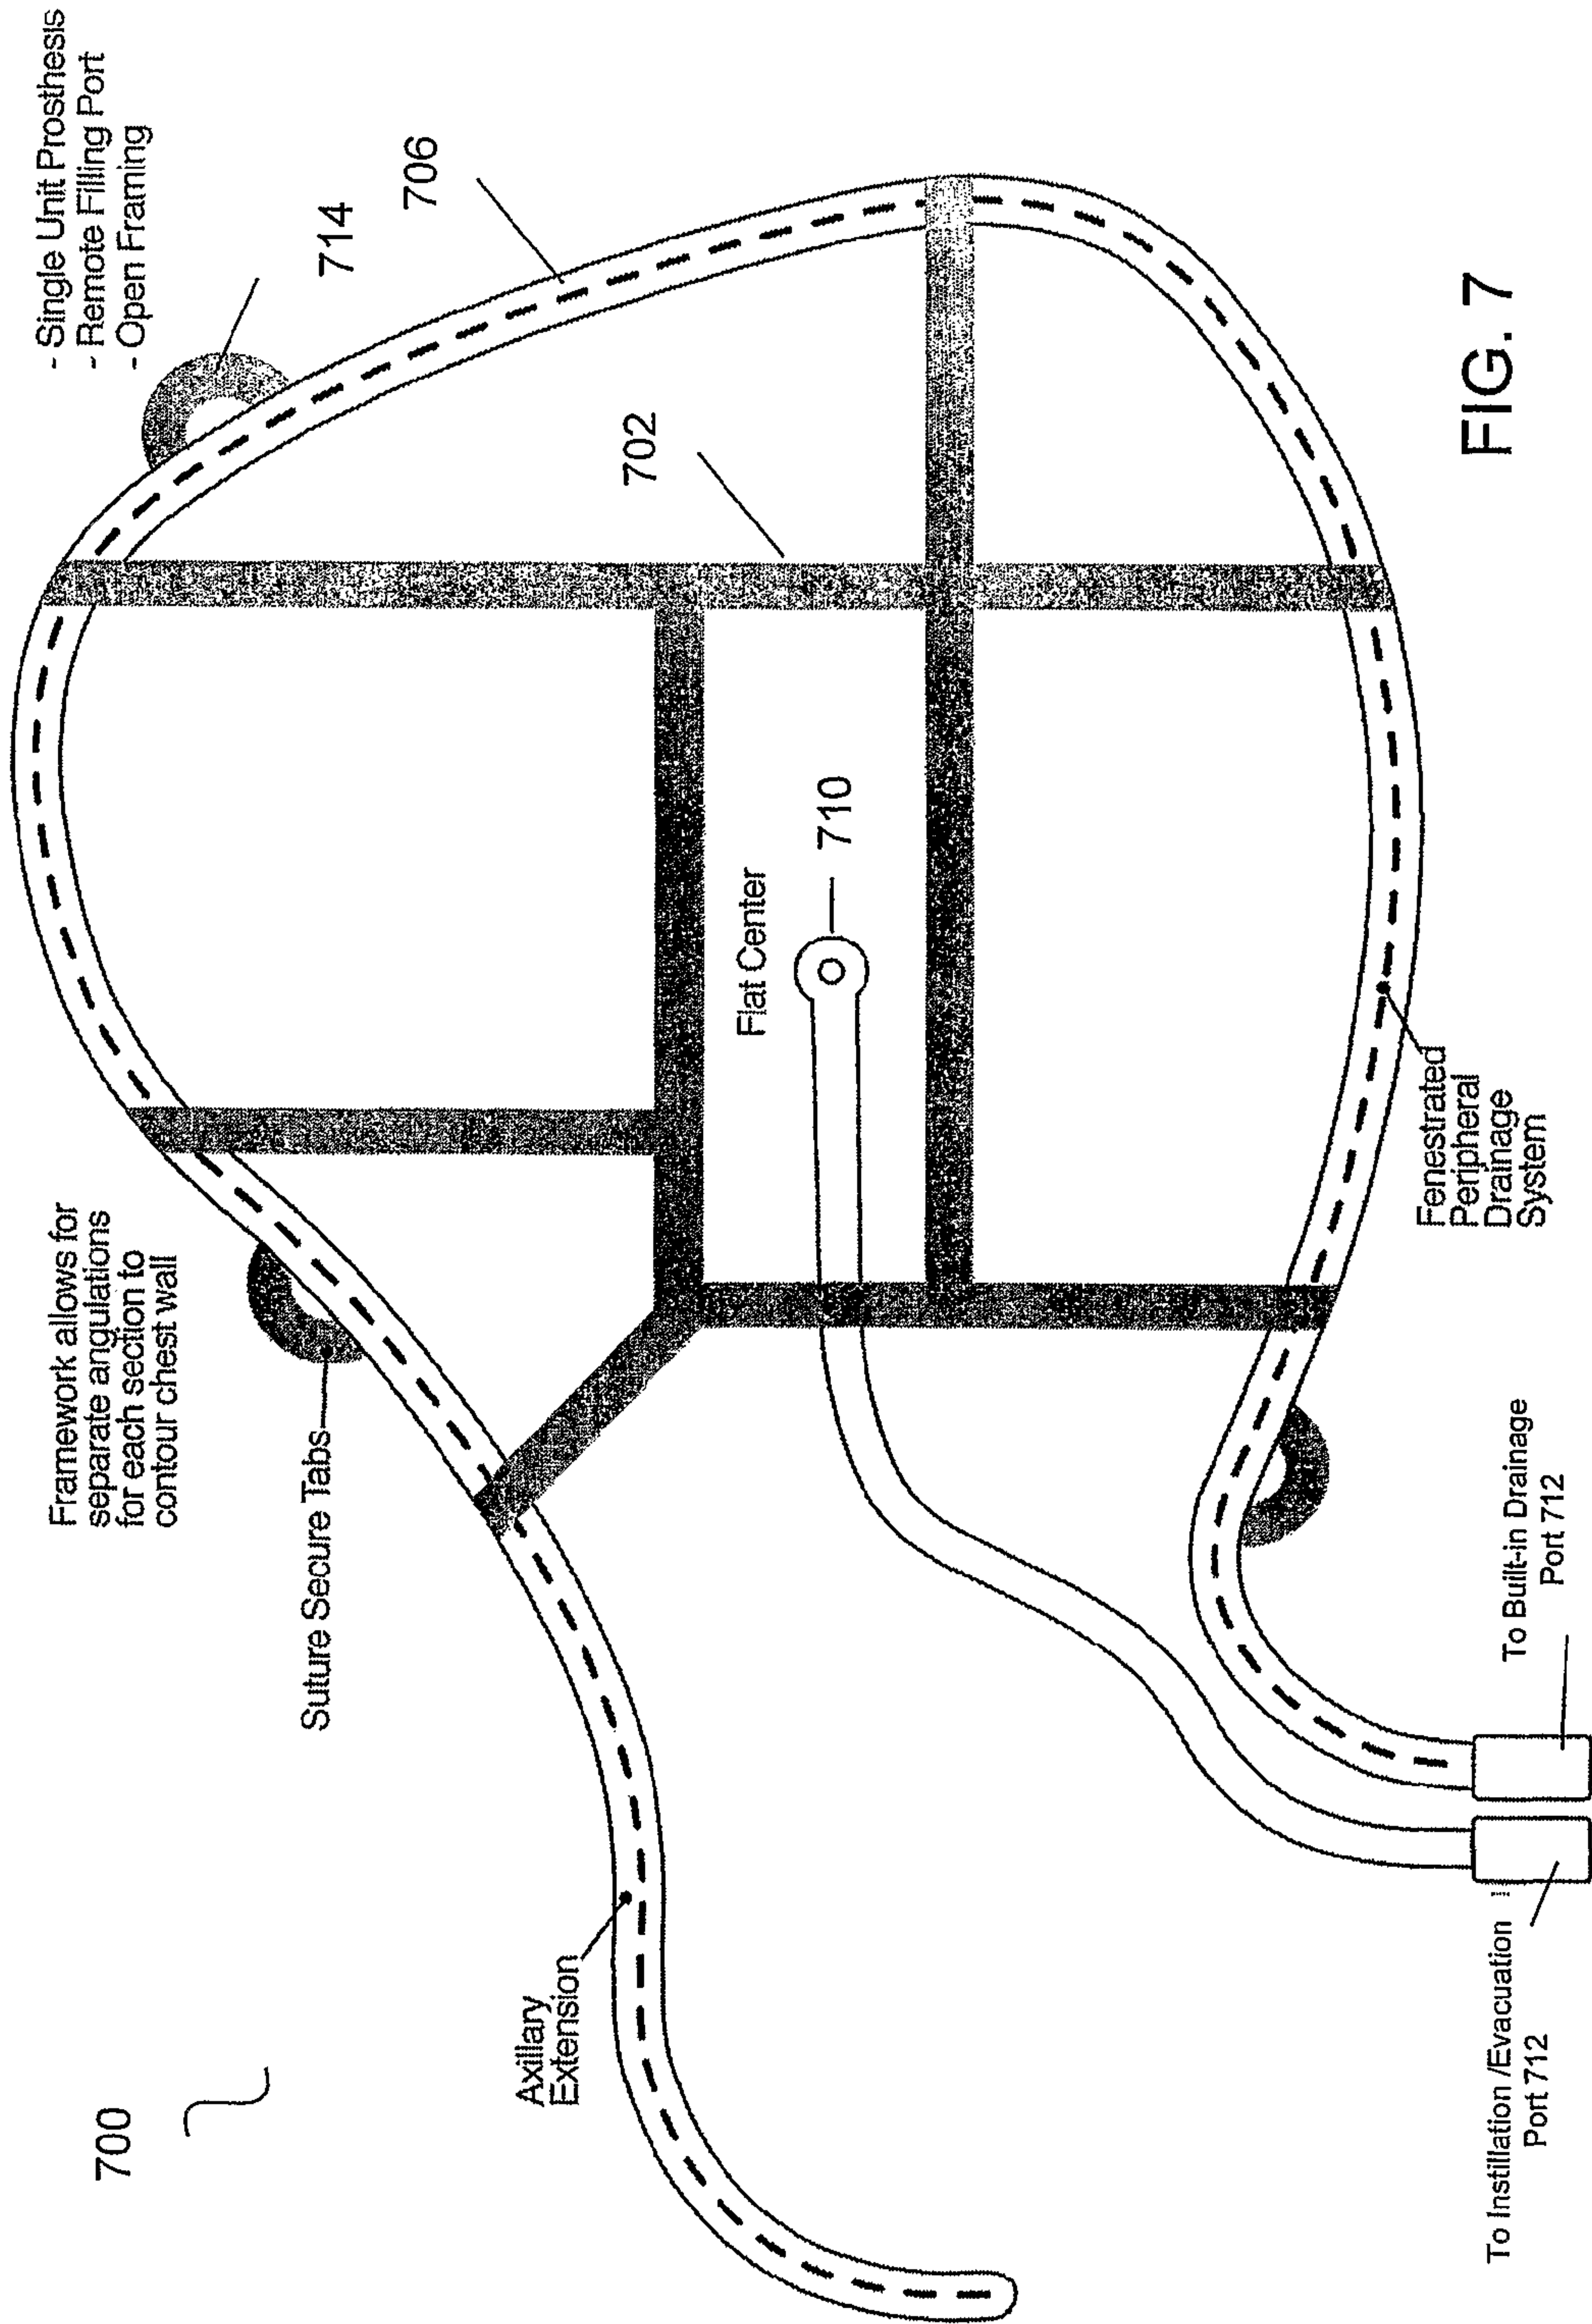 700
Framework allows for
separate angulations
for each section to
contour chest wall
- Single Unit Prosthesis
- Remote Filling Port
- Open Framing
714
706
Suture Secure Tabs
702
Axillary
Extension
Flat Center
710
Fenestrated
Peripheral
Drainage
System
To Instillation /Evacuation
Port 712
To Built-in Drainage
Port 712
FIG. 7